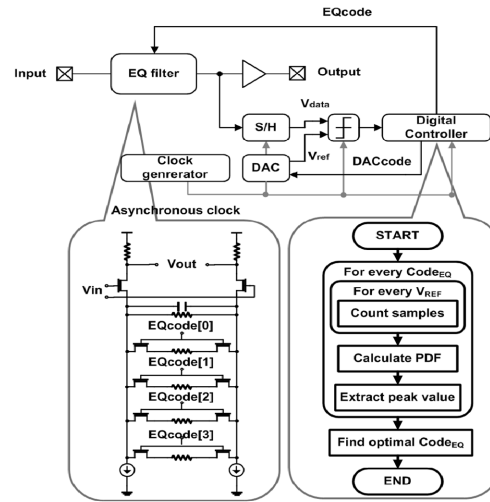 EQcode
Input
EQ filter
Output
Vdata
S/H
Digital
Controller
Vref
DACcode
DAC
Clock
genrerator
Asynchronous clock
Vout
Vin
EQcode[0]
EQcode[1]
EQcode[2]
EQcode[3]
START
For every CodeEQ
For every VREF
Count samples
Calculate PDF
Extract peak value
Find optimal CodeEQ
END